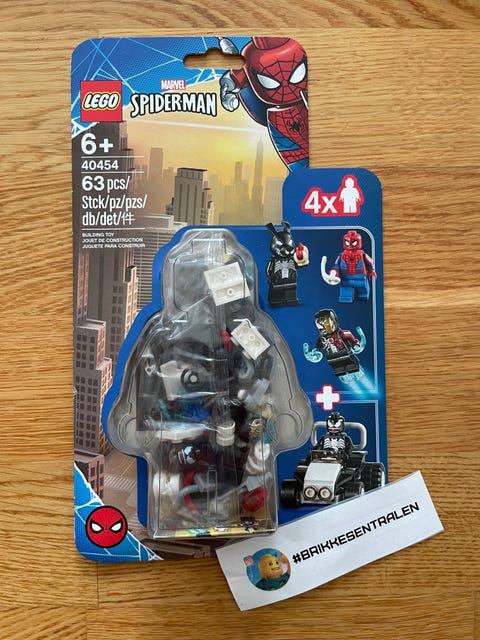 LEGO
MARVEL
SPIDERMAN
6+
40454
63 pcs/
Stck/pz/pzs/
db/det/件
BUILDING TOY
JOUET DE CONSTRUCTION
JUGUETE PARA CONSTRUIR
4x
+
#BRIKKESENTRALEN